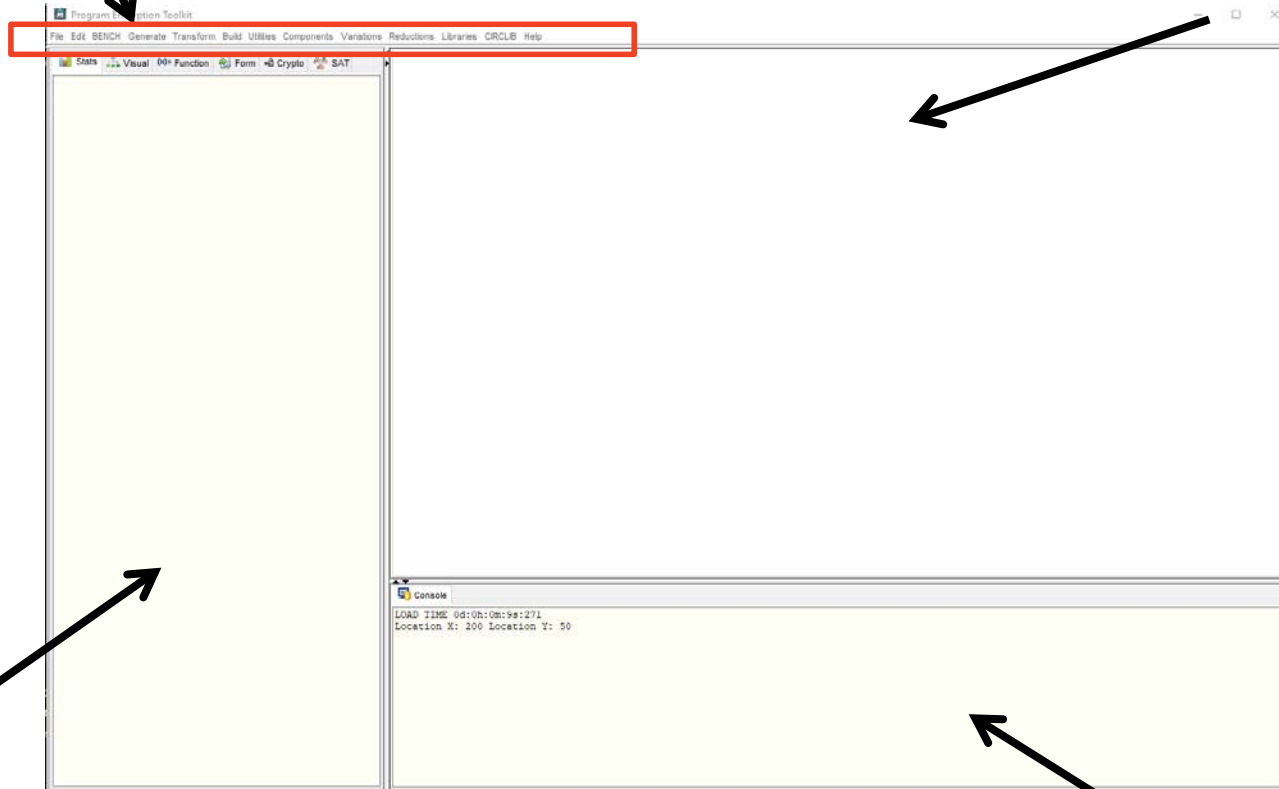 Program Encryption Toolkit
File Edit BENCH Generate Transform Build Utilities Components Variations Reductions Libraries CIRCLIB Help
Stats Visual Function Form Crypto SAT
Console
LOAD TIME 0d:0h:0m:9s:271
Location X: 200 Location Y: 50